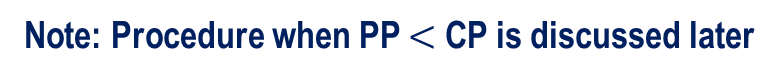 Note: Procedure when PP < CP is discussed later